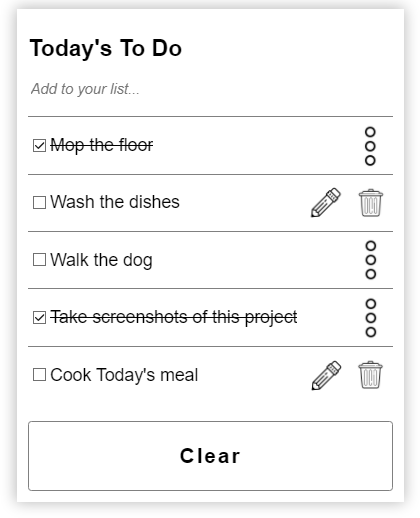 Today's To Do
Add to your list...
Mop the floor
Wash the dishes
Walk the dog
Take screenshots of this project
Cook Today's meal
Clear